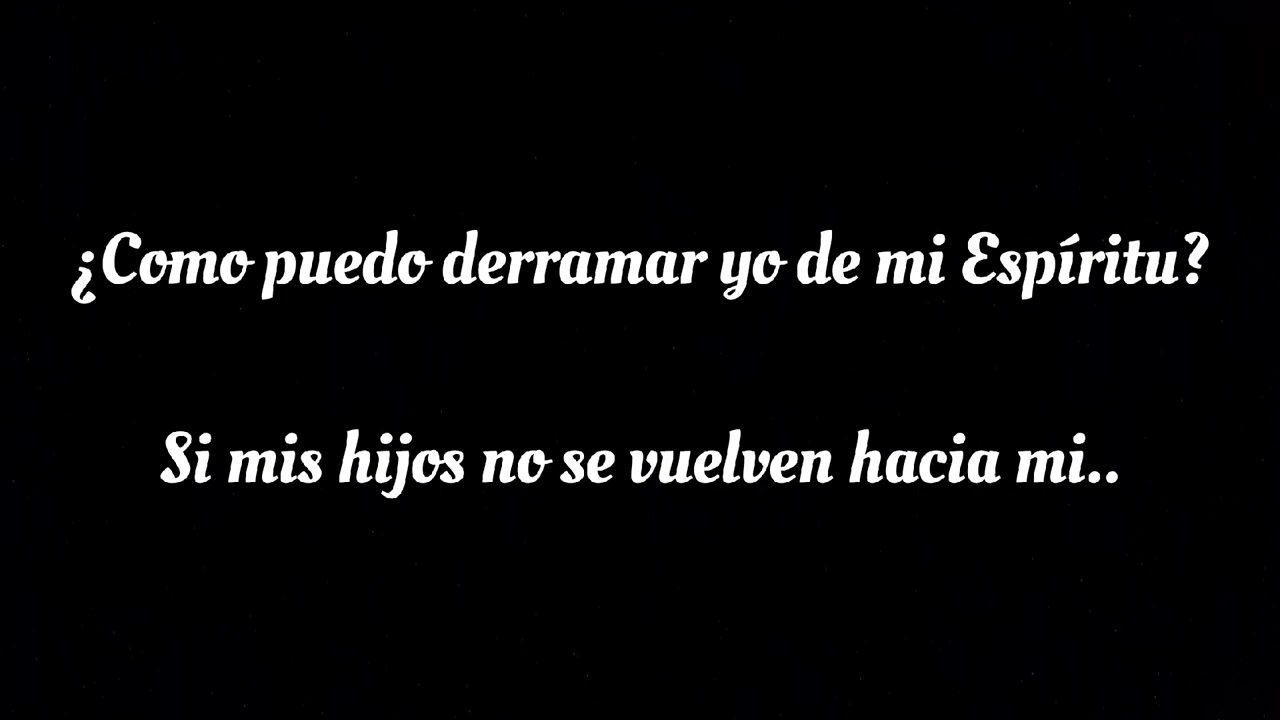 ¿Como puedo derramar yo de mi Espíritu?
Si mis hijos no se vuelven hacia mi..